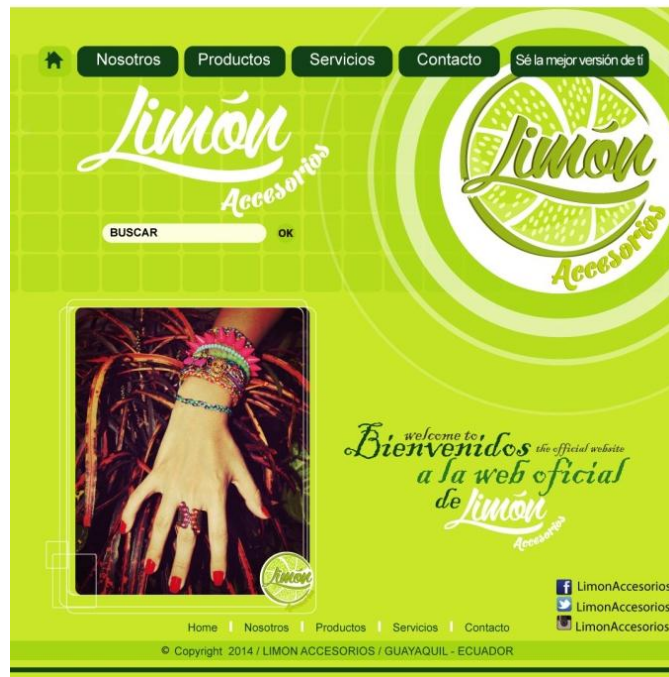 Nosotros Productos Servicios Contacto Sé la mejor versión de tí
Limón
Accesorios
Limón
Accesorios
BUSCAR OK
welcome to
Bienvenidos the official website
a la web oficial
de Limón
Accesorios
Limón
LimonAccesorios
LimonAccesorios
LimonAccesorios
Home Nosotros Productos Servicios Contacto
© Copyright 2014 / LIMON ACCESORIOS / GUAYAQUIL - ECUADOR